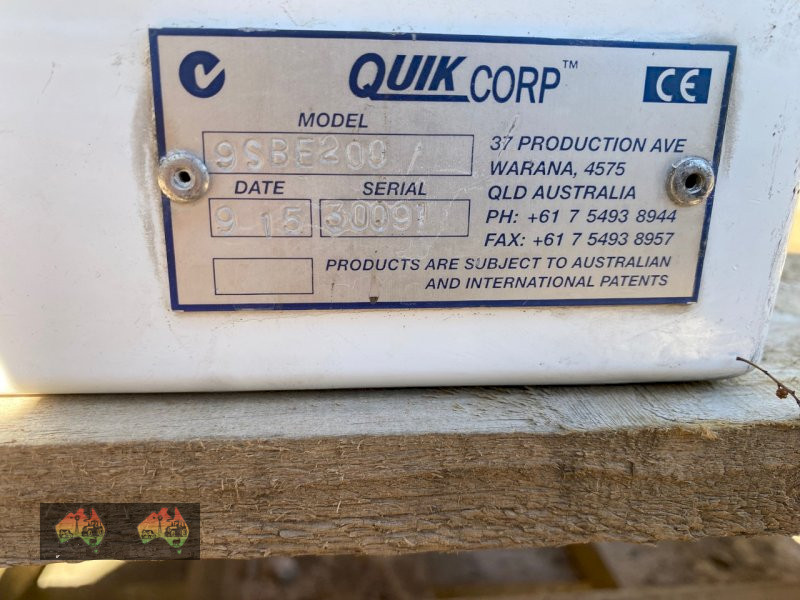 QUIK CORP™
CE
MODEL
9SBE200 /
37 PRODUCTION AVE
WARANA, 4575
QLD AUSTRALIA
PH: +61 7 5493 8944
FAX: +61 7 5493 8957
DATE SERIAL
9 15 30091
PRODUCTS ARE SUBJECT TO AUSTRALIAN
AND INTERNATIONAL PATENTS